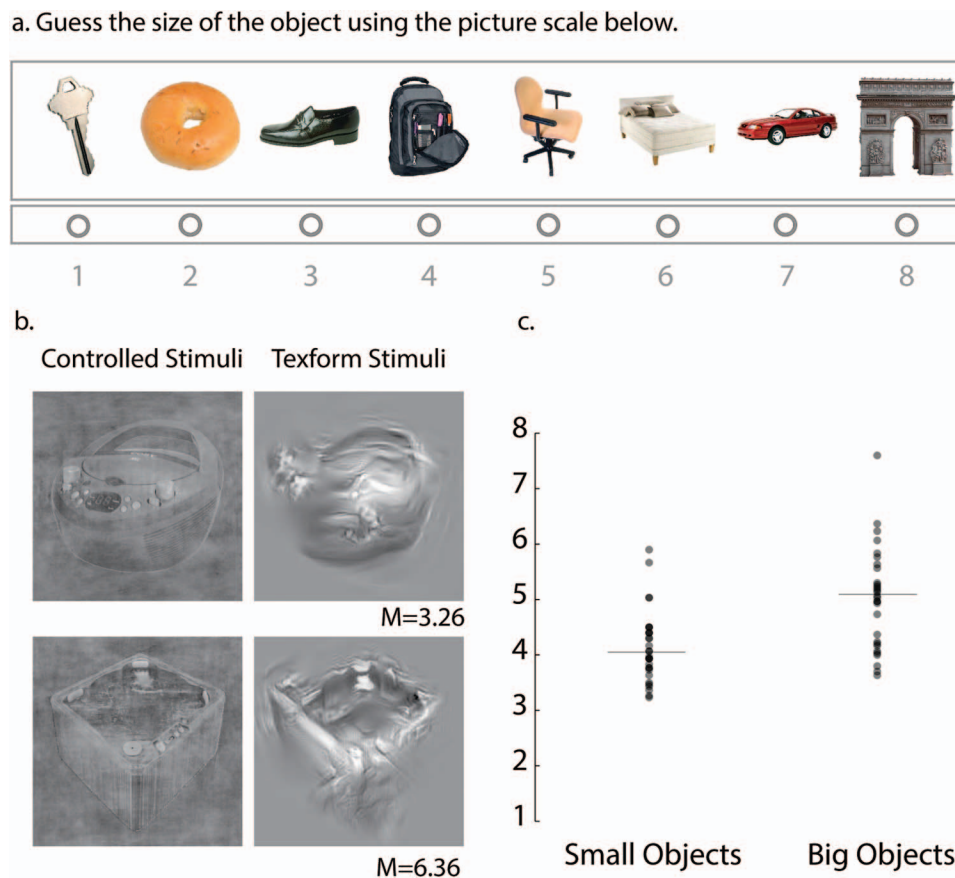 a. Guess the size of the object using the picture scale below.
1 2 3 4 5 6 7 8
b.
Controlled Stimuli Texform Stimuli
M=3.26
M=6.36
c.
8
7
6
5
4
3
2
1
Small Objects Big Objects